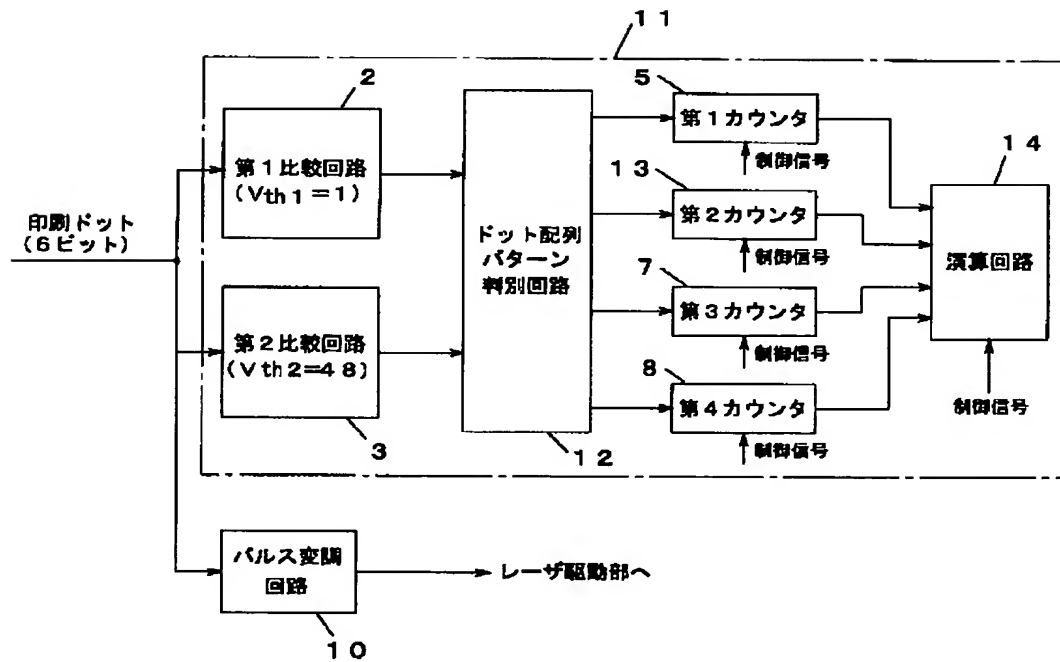 11
2
第1比較回路
(Vth1=1)
印刷ドット
(6ビット)
第2比較回路
(Vth2=48)
3
ドット配列
パターン
判別回路
12
5
第1カウンタ
制御信号
13
第2カウンタ
制御信号
7
第3カウンタ
制御信号
8
第4カウンタ
制御信号
14
演算回路
制御信号
パルス変調
回路
10
レーザ駆動部へ